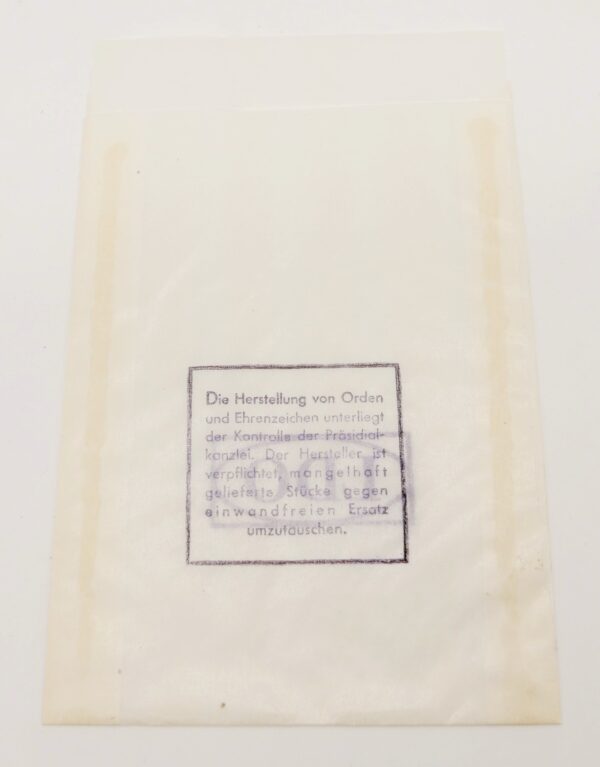 Die Herstellung von Orden
und Ehrenzeichen unterliegt
der Kontrolle der Präsidial-
kanzlei. Der Hersteller ist
verpflichtet, mangelhaft
gelieferte Stücke gegen
einwandfreien Ersatz
umzutauschen.